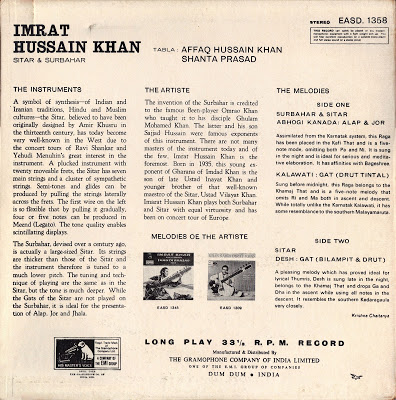 IMRAT
HUSSAIN KHAN
SITAR & SURBAHAR
TABLA: AFFAQ HUSSAIN KHAN
SHANTA PRASAD
STEREO EASD. 1358
THE INSTRUMENTS
A symbol of synthesis—of Indian and
Iranian traditions, Hindu and Muslim
cultures—the Sitar, believed to have been
originally designed by Amir Khusru in
the thirteenth century, has today become
very well-known in the West due to
the concert tours of Ravi Shankar and
Yehudi Menuhin's great interest in the
instrument. A plucked instrument with
twenty moveable frets, the Sitar has seven
main strings and a cluster of sympathetic
strings. Semi-tones and glides can be
produced by pulling the strings laterally
across the frets. The first wire on the left
is so flexible that by pulling it gradually,
four or five notes can be produced in
Meend (Legato). The tone quality enables
scintillating displays.
The Surbahar, devised over a century ago,
is actually a large-sized Sitar. Its strings
are thicker than those of the Sitar and
the instrument therefore is tuned to a
much lower pitch. The tuning and tech-
nique of playing are the same as in the
Sitar, but the tone is much deeper. While
the Gats of the Sitar are not played on
the Surbahar, it is ideal for the presenta-
tion of Alap, Jor and Jhala.
THE ARTISTE
The invention of the Surbahar is credited
to the famous Been-player Omrao Khan
who taught it to his disciple Ghulam
Mohamed Khan. The latter and his son
Sajjad Hussain were famous exponents
of this instrument. There are not many
masters of the instrument today and of
the few, Imrat Hussain Khan is the
foremost. Born in 1935, this young ex-
ponent of Gharana of Imdad Khan is the
son of late Ustad Inayat Khan and
younger brother of that well-known
maestro of the Sitar, Ustad Vilayat Khan.
Imarat Hussain Khan plays both Surbahar
and Sitar with equal virtuosity and has
been on concert tour of Europe
MELODIES OF THE ARTISTE
THE MELODIES
SIDE ONE
SURBAHAR & SITAR
ABHOGI KANADA: ALAP & JOR
Assimilated from the Karnatak system, this Raga
has been placed in the Kafi That and is a five-
note mode, omitting both Pa and Ni. It is sung
in the night and is ideal for serious and medita-
tive elaboration. It has affinities with Bageshree.
KALAWATI: GAT (DRUT TINTAL)
Sung before midnight, this Raga belongs to the
Khamaj That and is a five-note melody that
omits Ri and Ma both in ascent and descent.
While totally unlike the Karnatak Kalawati, it has
some resemblance to the southern Malayamaruta.
SIDE TWO
SITAR
DESH: GAT (BILAMPIT & DRUT)
A pleasing melody which has proved ideal for
lyrical Thumris, Desh is sung late in the night,
belongs to the Khamaj That and drops Ga and
Dha in the ascent while using all notes in the
descent. It resembles the southern Kedaragaula
very closely.
Krishna Chaitanya
LONG PLAY 33⅓ R.P.M. RECORD
Manufactured & Distributed By
THE GRAMOPHONE COMPANY OF INDIA LIMITED
ONE OF THE E.M.I. GROUP OF COMPANIES
DUM DUM • INDIA